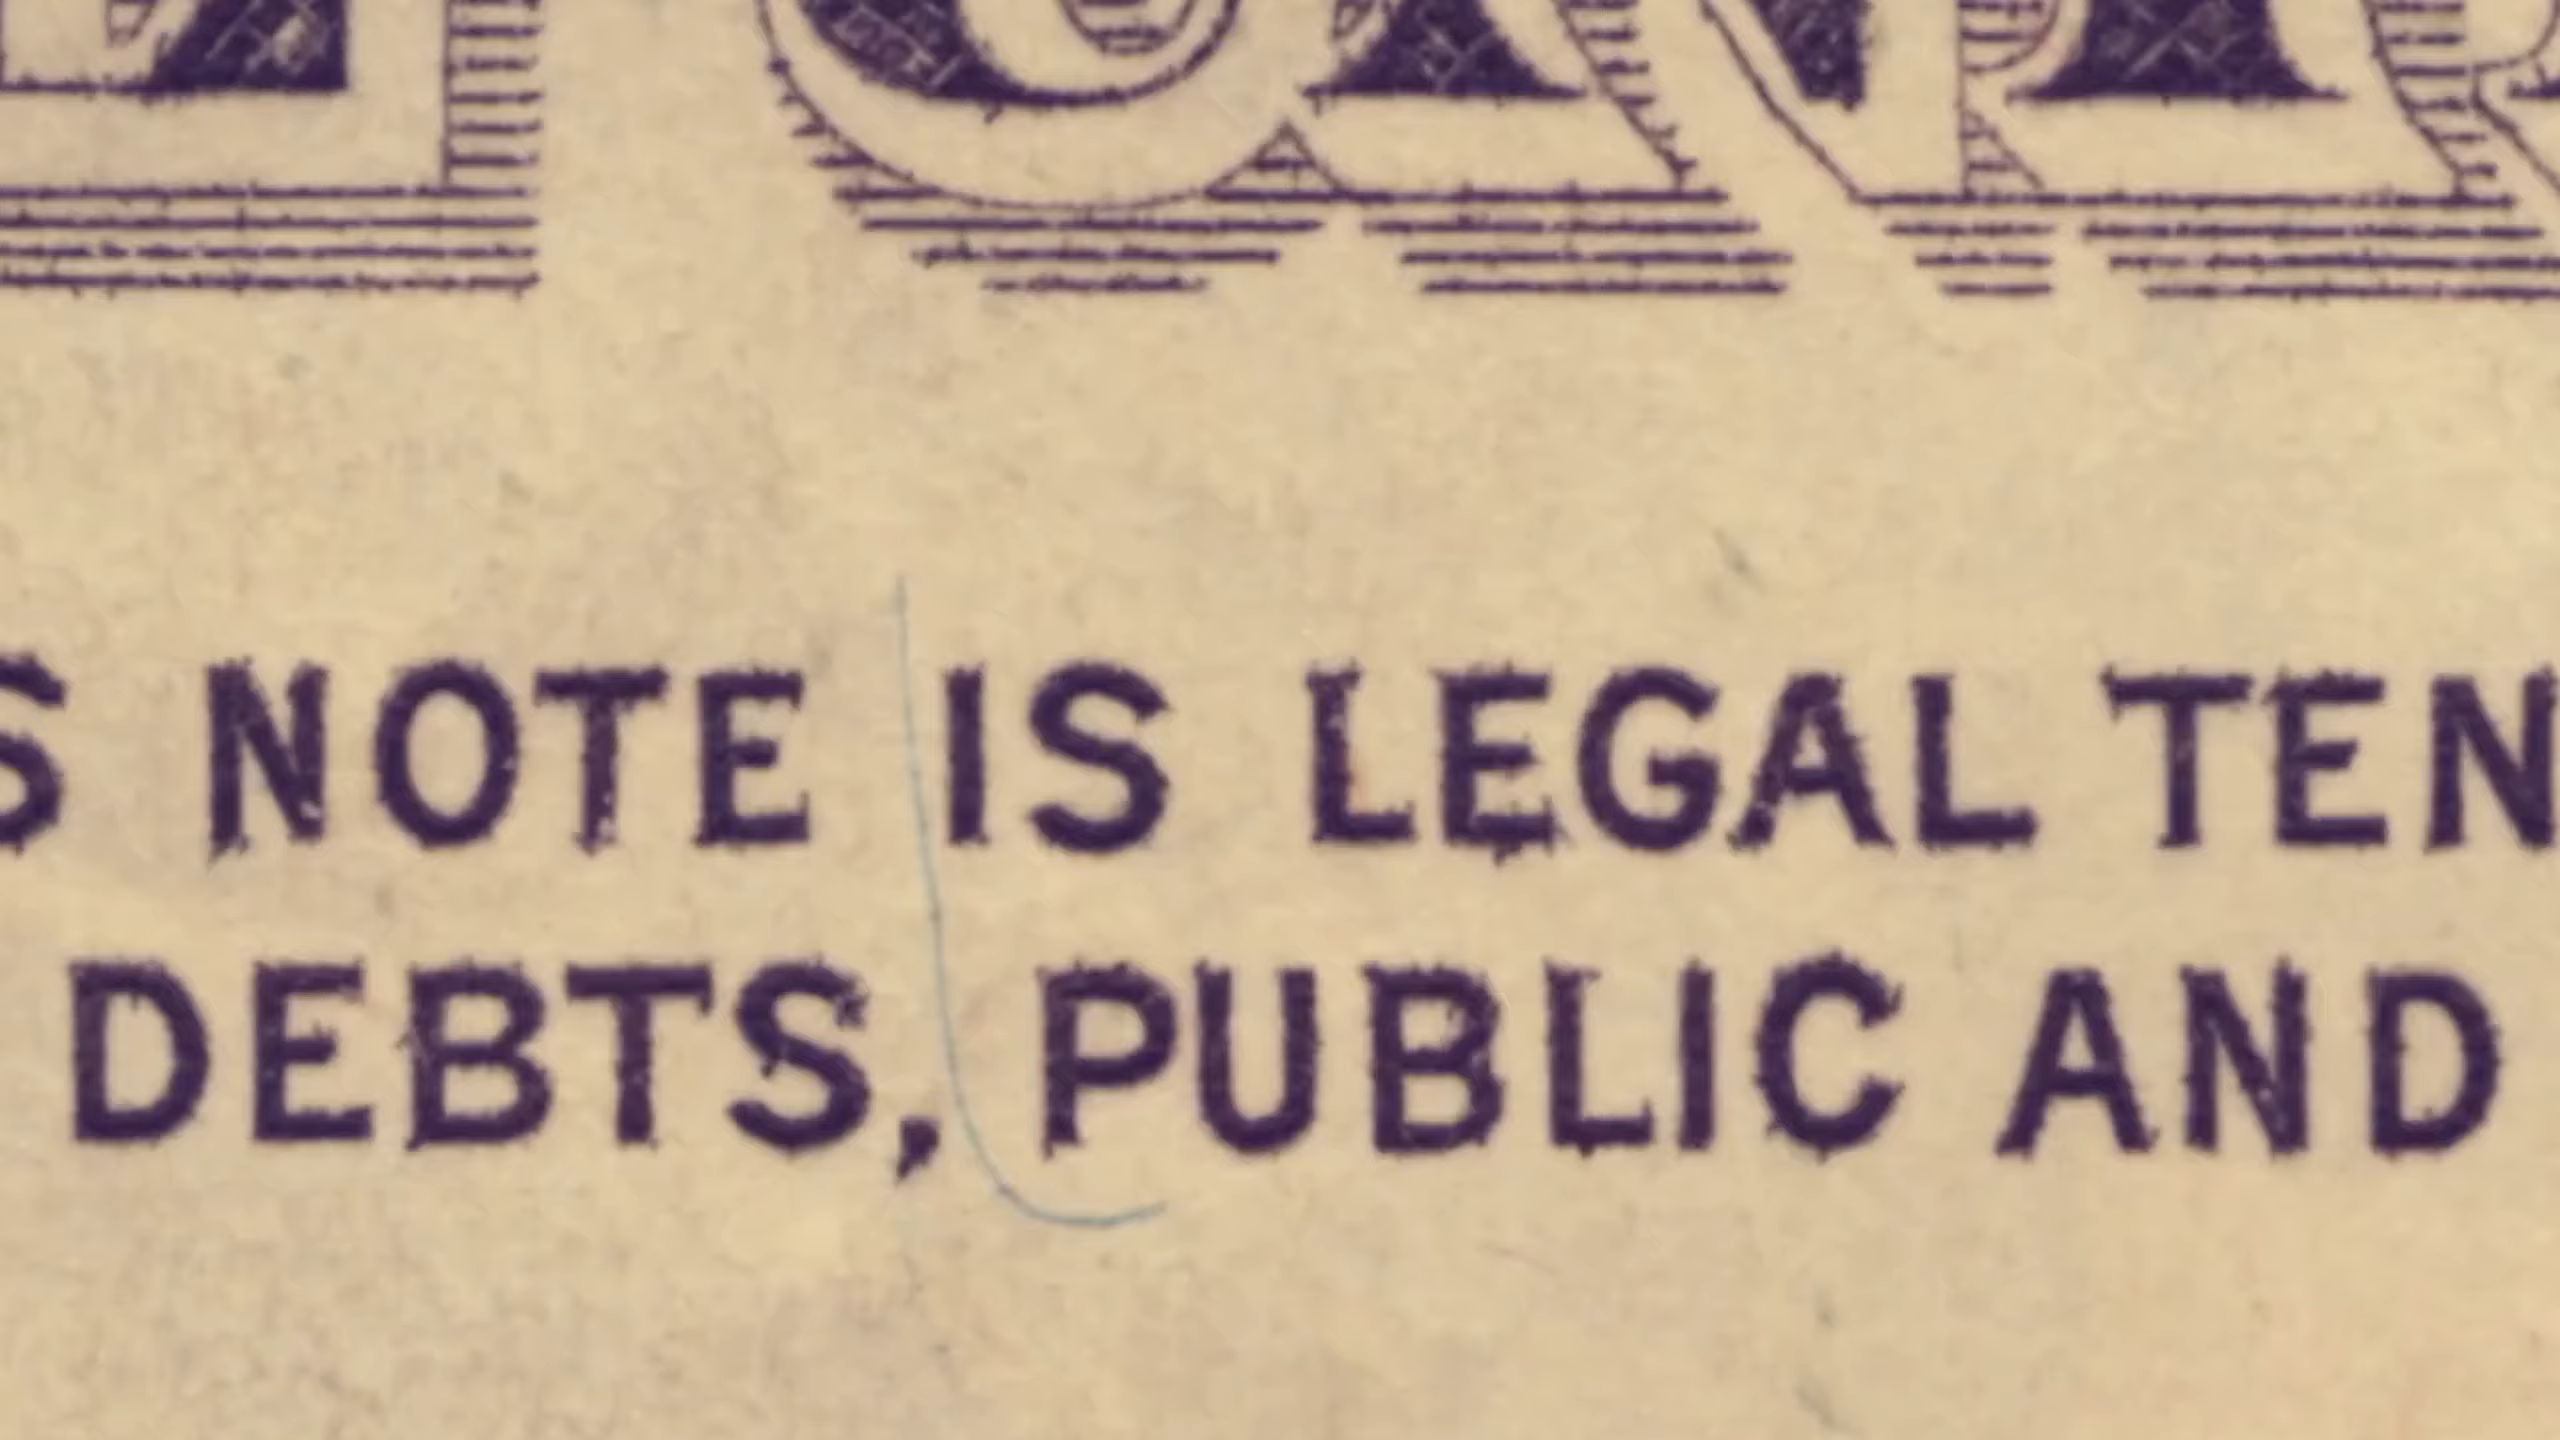 S NOTE IS LEGAL TEN
DEBTS, PUBLIC AND